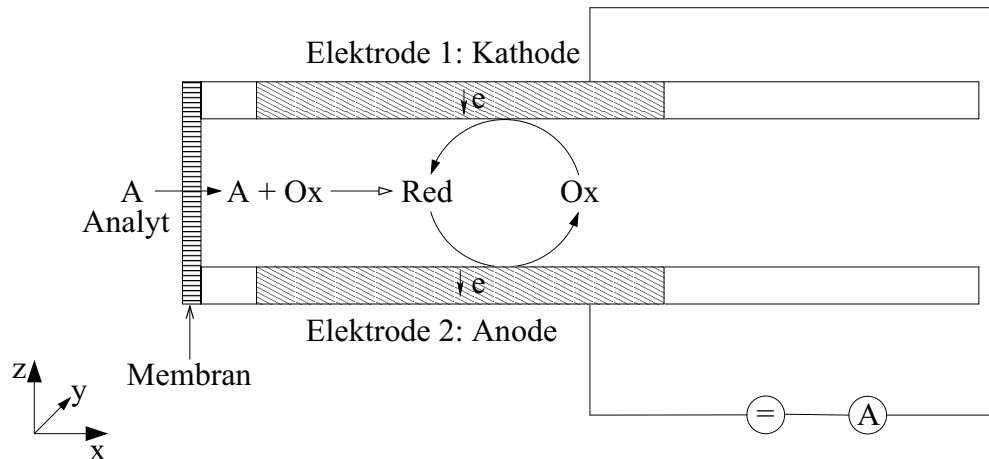 Elektrode 1: Kathode
e
A
Analyt
A + Ox
Red
Ox
e
Elektrode 2: Anode
Membran
z
y
x
=
A